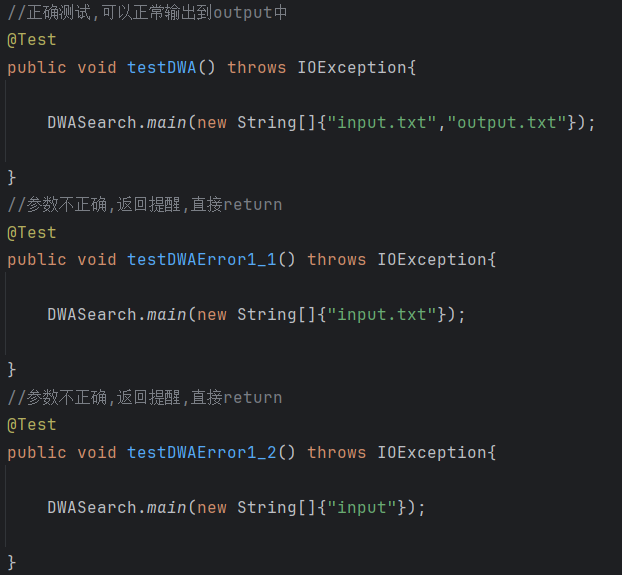 //正确测试,可以正常输出到output中
@Test
public void testDWA() throws IOException{
DWASearch.main(new String[]{"input.txt","output.txt"});
}
//参数不正确,返回提醒,直接return
@Test
public void testDWAError1_1() throws IOException{
DWASearch.main(new String[]{"input.txt"});
}
//参数不正确,返回提醒,直接return
@Test
public void testDWAError1_2() throws IOException{
DWASearch.main(new String[]{"input"});
}